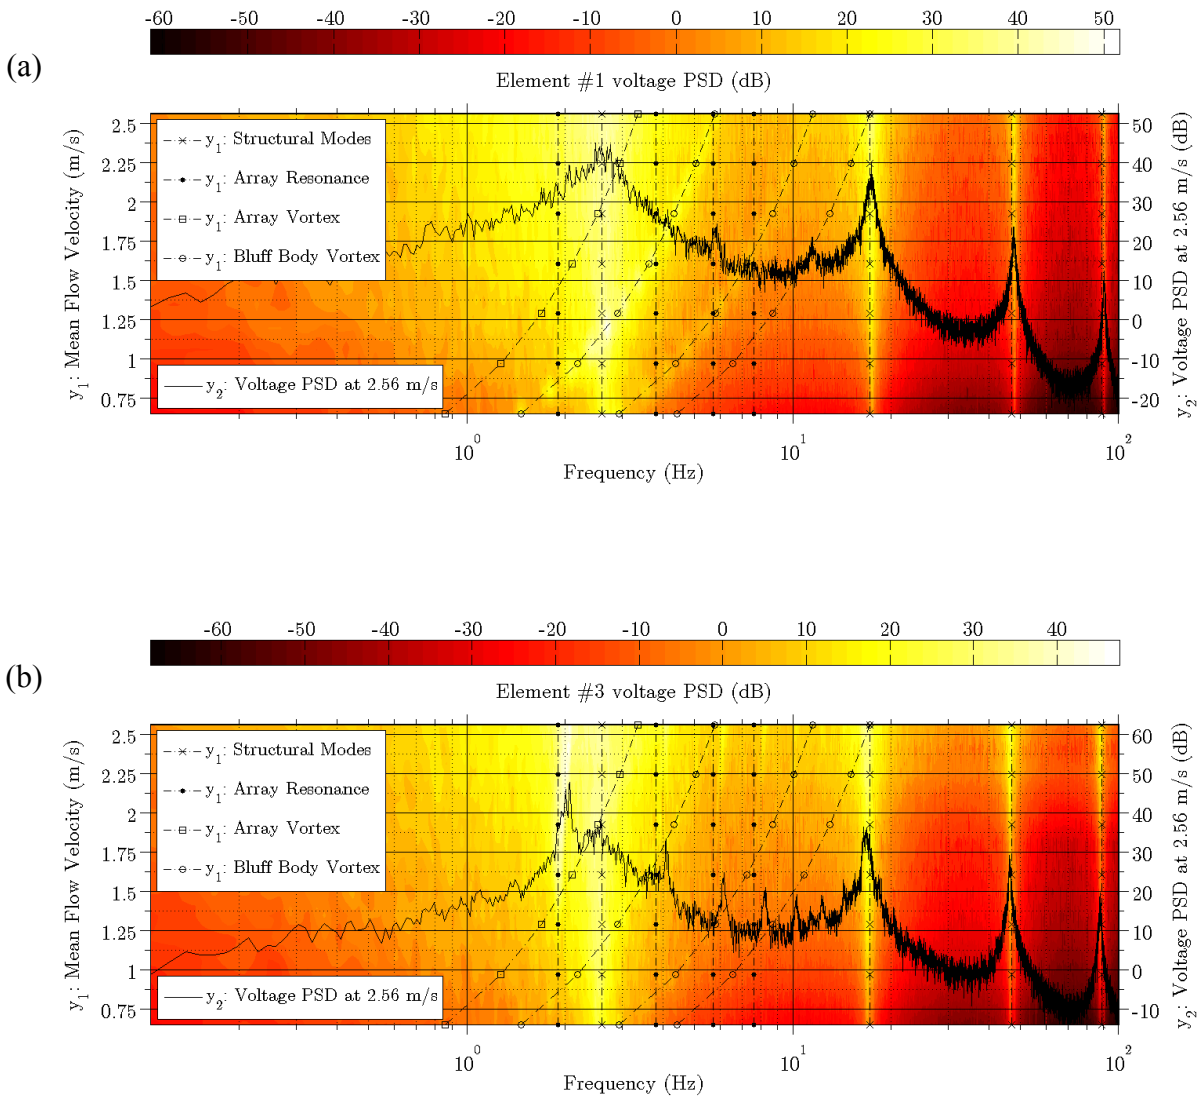 (a)
-60 -50 -40 -30 -20 -10 0 10 20 30 40 50
Element #1 voltage PSD (dB)
y1: Mean Flow Velocity (m/s)
2.5
2.25
2
1.75
1.5
1.25
1
0.75
y1: Structural Modes
y1: Array Resonance
y1: Array Vortex
y1: Bluff Body Vortex
y2: Voltage PSD at 2.56 m/s
50
40
30
20
10
0
-10
-20
y2: Voltage PSD at 2.56 m/s (dB)
10^0 10^1 10^2
Frequency (Hz)
(b)
-60 -50 -40 -30 -20 -10 0 10 20 30 40
Element #3 voltage PSD (dB)
y1: Mean Flow Velocity (m/s)
2.5
2.25
2
1.75
1.5
1.25
1
0.75
y1: Structural Modes
y1: Array Resonance
y1: Array Vortex
y1: Bluff Body Vortex
y2: Voltage PSD at 2.56 m/s
60
50
40
30
20
10
0
-10
y2: Voltage PSD at 2.56 m/s (dB)
10^0 10^1 10^2
Frequency (Hz)